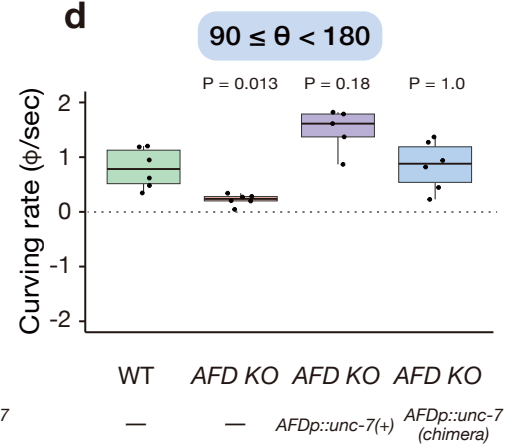 d
90 ≤ θ < 180
P = 0.013 P = 0.18 P = 1.0
Curving rate (ϕ/sec)
2
1
0
-1
-2
WT AFD KO AFD KO AFD KO
7 — — AFDp::unc-7(+) AFDp::unc-7
(chimera)